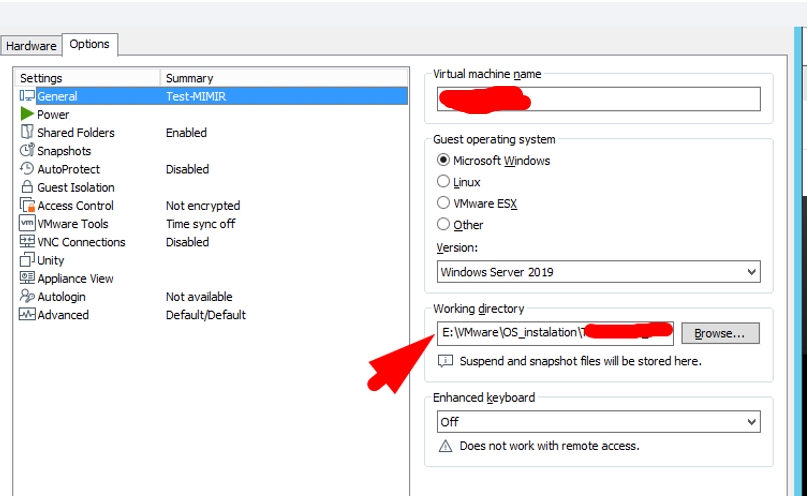 Hardware Options
Settings Summary
General Test-MIMIR
Power
Shared Folders Enabled
Snapshots
AutoProtect Disabled
Guest Isolation
Access Control Not encrypted
vm VMware Tools Time sync off
VNC Connections Disabled
Unity
Appliance View
Autologin Not available
Advanced Default/Default
Virtual machine name
Guest operating system
Microsoft Windows
Linux
VMware ESX
Other
Version:
Windows Server 2019
Working directory
E:\VMware\OS_instalation\T
Browse...
Suspend and snapshot files will be stored here.
Enhanced keyboard
Off
Does not work with remote access.